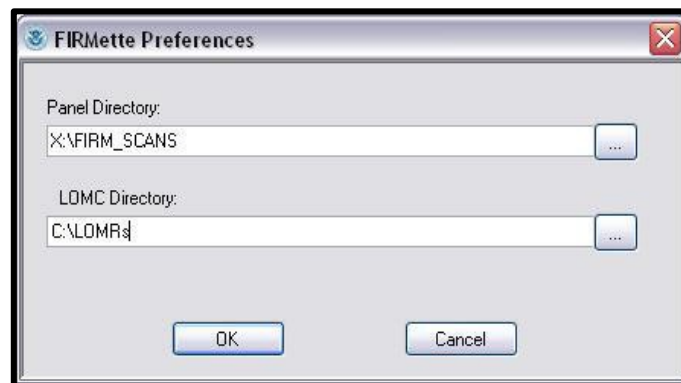 FIRMette Preferences
Panel Directory:
X:\FIRM_SCANS
...
LOMC Directory:
C:\LOMRs
...
OK
Cancel